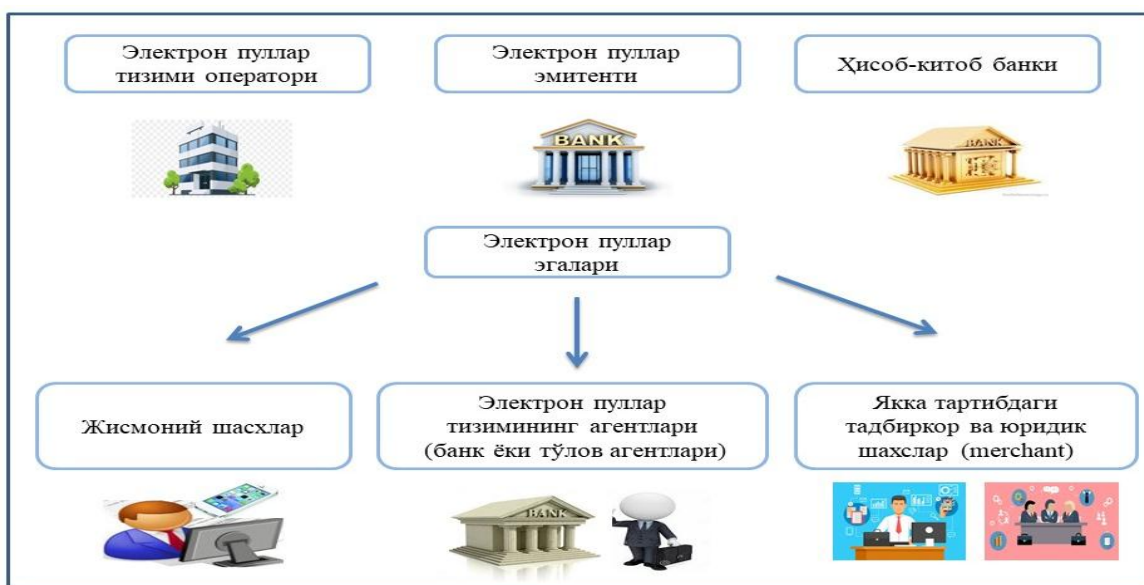 Электрон пуллар
тизими оператори
Электрон пуллар
эмитенти
Ҳисоб-китоб банки
BANK
BANK
Электрон пуллар
эгалари
Жисмоний шасхлар
Электрон пуллар
тизимининг агентлари
(банк ёки тўлов агентлари)
Якка тартибдаги
тадбиркор ва юридик
шахслар (merchant)
BANK